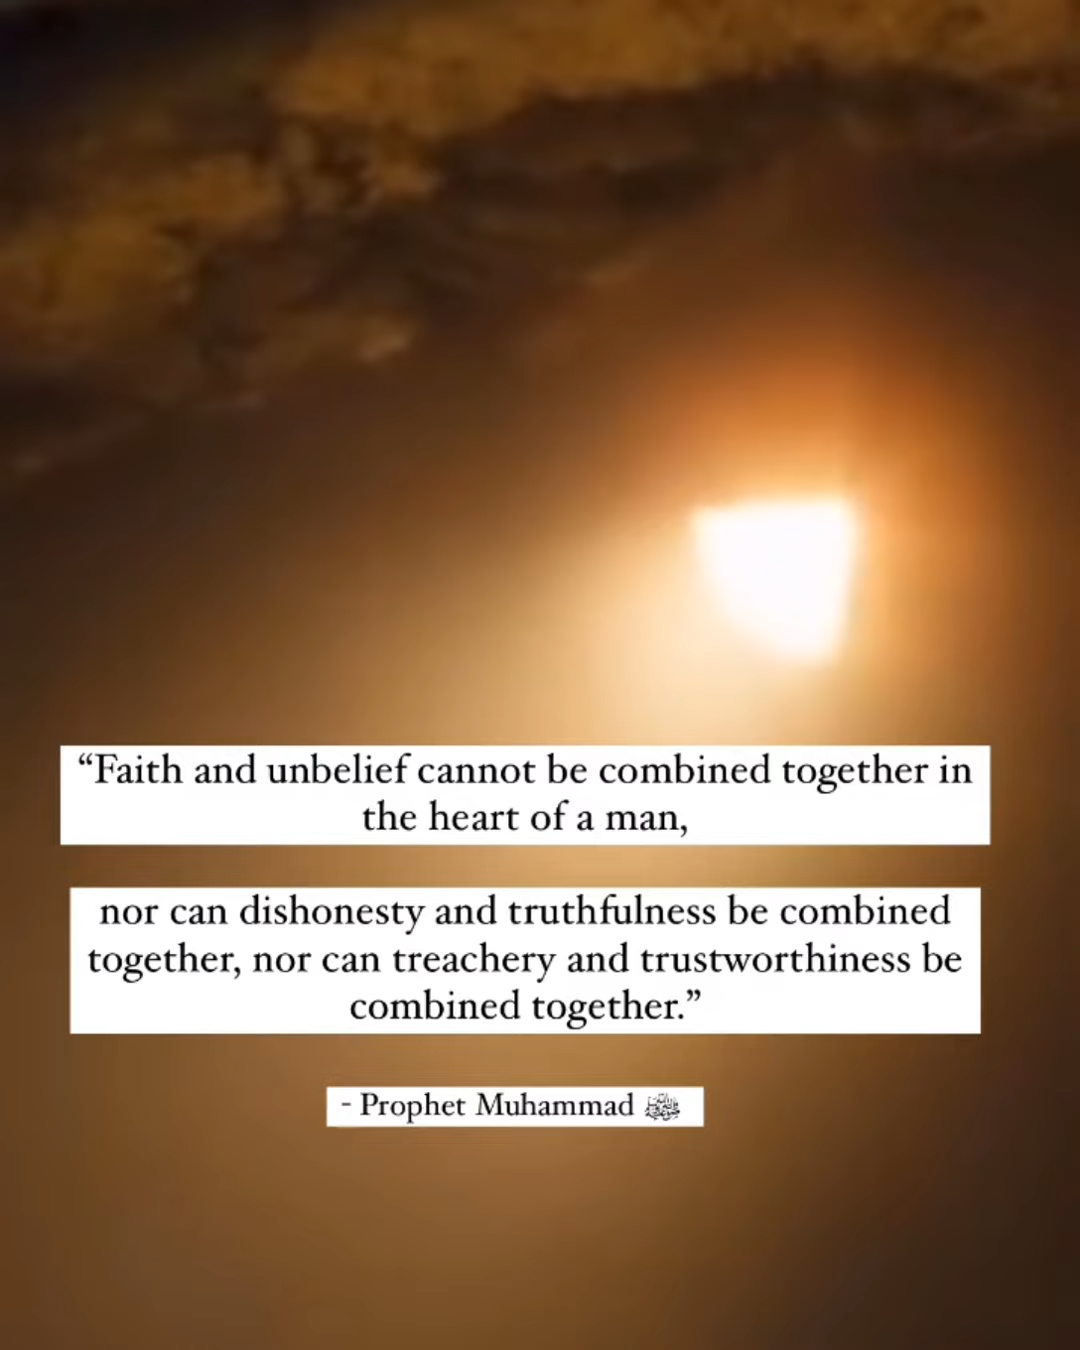 “Faith and unbelief cannot be combined together in
the heart of a man,
nor can dishonesty and truthfulness be combined
together, nor can treachery and trustworthiness be
combined together.”
- Prophet Muhammad ﷺ